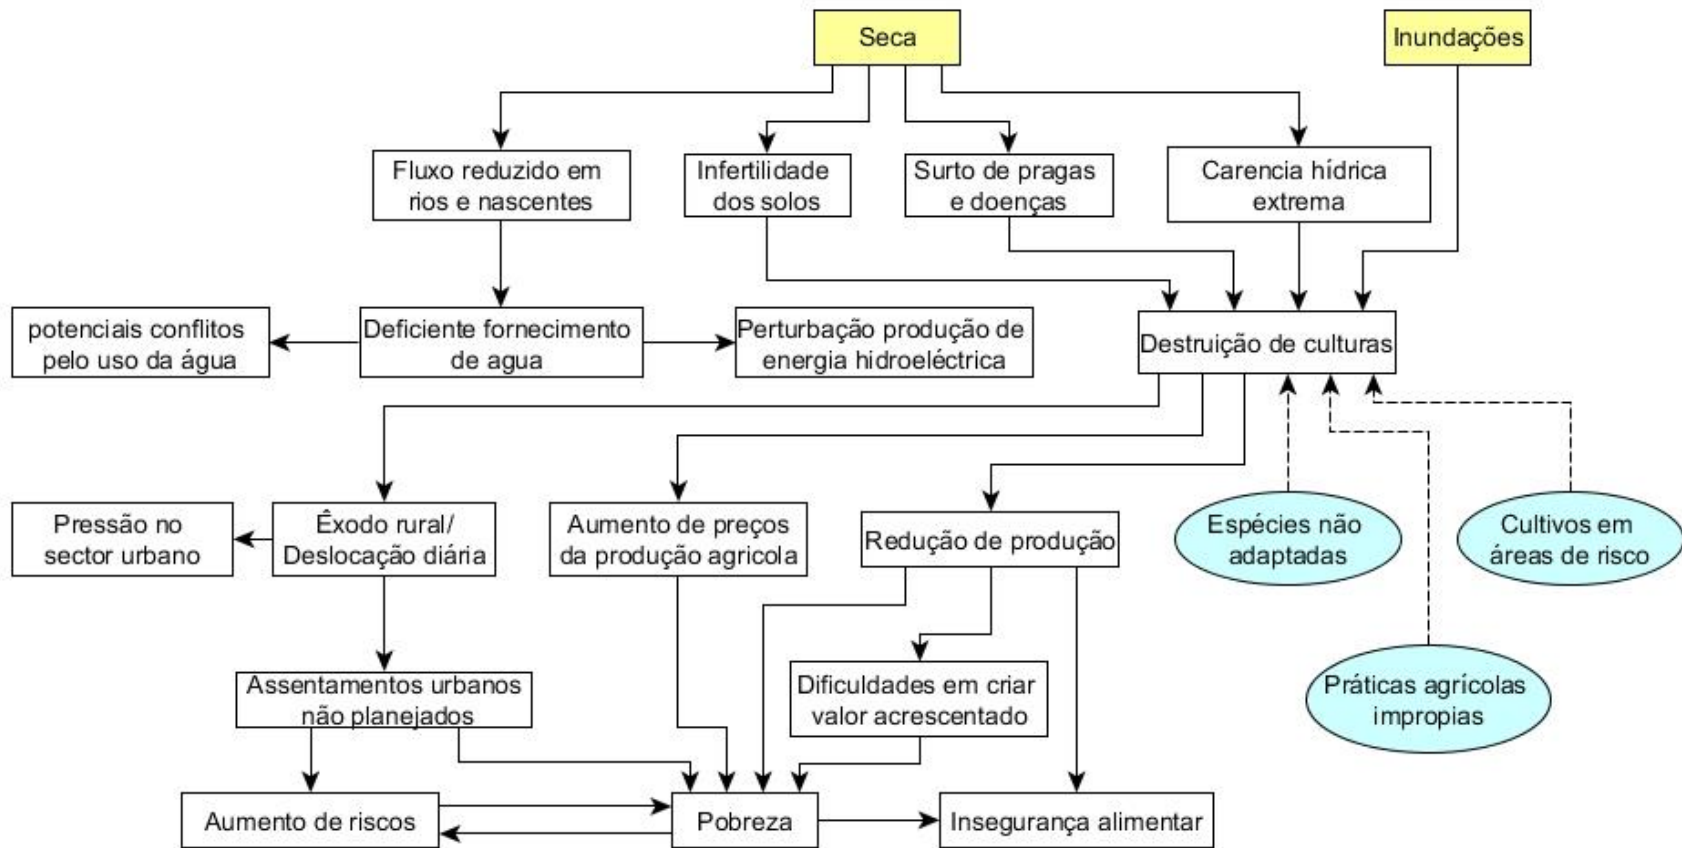 Seca
Inundações
Fluxo reduzido em
rios e nascentes
Infertilidade
dos solos
Surto de pragas
e doenças
Carencia hídrica
extrema
potenciais conflitos
pelo uso da água
Deficiente fornecimento
de agua
Perturbação produção de
energia hidroeléctrica
Destruição de culturas
Pressão no
sector urbano
Êxodo rural/
Deslocação diária
Aumento de preços
da produção agricola
Redução de produção
Espécies não
adaptadas
Cultivos em
áreas de risco
Assentamentos urbanos
não planejados
Dificuldades em criar
valor acrescentado
Práticas agrícolas
impropias
Aumento de riscos
Pobreza
Insegurança alimentar